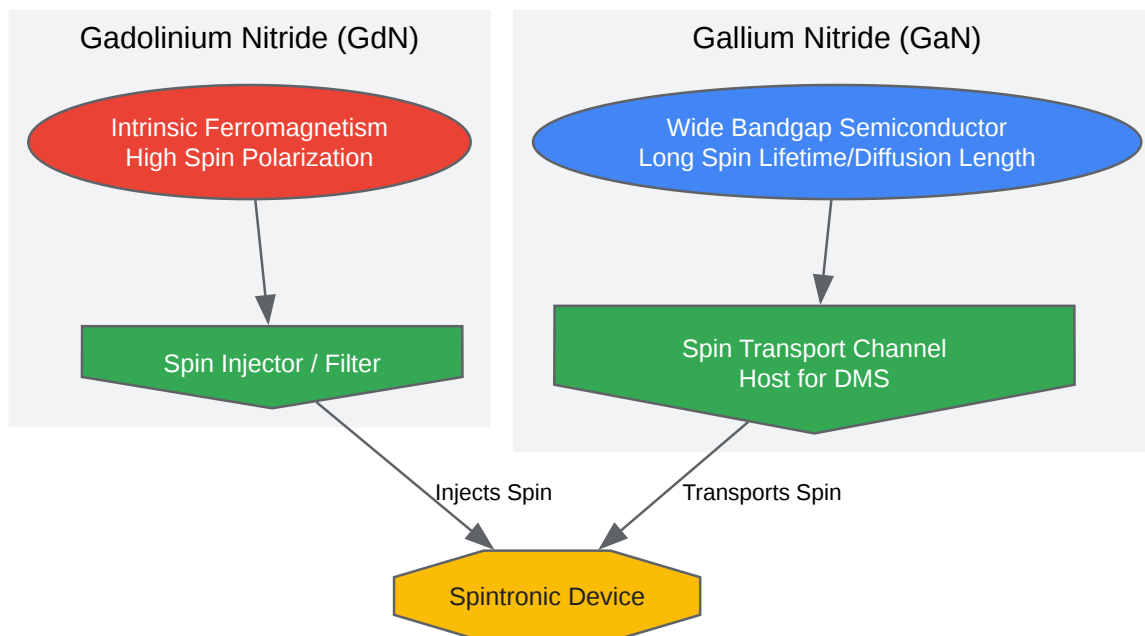 Gadolinium Nitride (GdN)
Intrinsic Ferromagnetism
High Spin Polarization
Spin Injector / Filter
Gallium Nitride (GaN)
Wide Bandgap Semiconductor
Long Spin Lifetime/Diffusion Length
Spin Transport Channel
Host for DMS
Injects Spin
Transports Spin
Spintronic Device